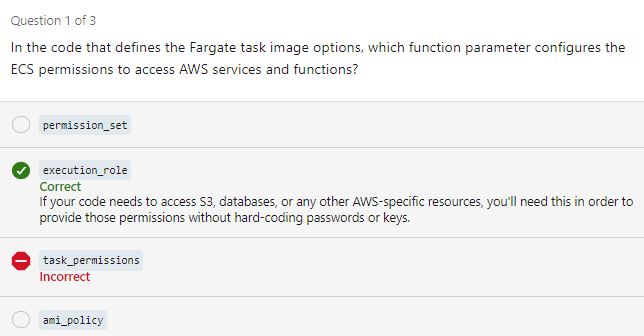 Question 1 of 3
In the code that defines the Fargate task image options, which function parameter configures the
ECS permissions to access AWS services and functions?
permission_set
execution_role
Correct
If your code needs to access S3, databases, or any other AWS-specific resources, you'll need this in order to
provide those permissions without hard-coding passwords or keys.
task_permissions
Incorrect
ami_policy